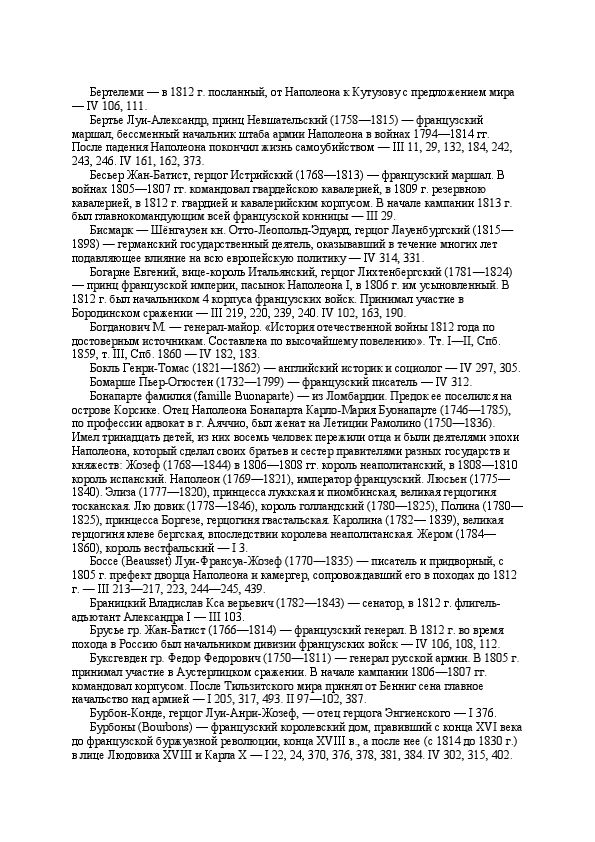 Бертелеми — в 1812 г. посланный, от Наполеона к Кутузову с предложением мира
— IV 106, 111.
Бертье Луи-Александр, принц Невшательский (1758—1815) — французский
маршал, бессменный начальник штаба армии Наполеона в войнах 1794—1814 гг.
После падения Наполеона покончил жизнь самоубийством — III 11, 29, 132, 184, 242,
243, 246. IV 161, 162, 373.
Бесьер Жан-Батист, герцог Истрийский (1768—1813) — французский маршал. В
войнах 1805—1807 гг. командовал гвардейскою кавалерией, в 1809 г. резервною
кавалерией, в 1812 г. гвардией и кавалерийским корпусом. В начале кампании 1813 г.
был главнокомандующим всей французской конницы — III 29.
Бисмарк — Шёнгаузен кн. Отто-Леопольд-Эдуард, герцог Лауенбургский (1815—
1898) — германский государственный деятель, оказывавший в течение многих лет
подавляющее влияние на всю европейскую политику — IV 314, 331.
Богарне Евгений, вице-король Итальянский, герцог Лихтенбергский (1781—1824)
— принц французской империи, пасынок Наполеона I, в 1806 г. им усыновленный. В
1812 г. был начальником 4 корпуса французских войск. Принимал участие в
Бородинском сражении — III 219, 220, 239, 240. IV 102, 163, 190.
Богданович М. — генерал-майор. «История отечественной войны 1812 года по
достоверным источникам. Составлена по высочайшему повелению». Тт. I—II, Спб.
1859, т. III, Спб. 1860 — IV 182, 183.
Бокль Генри-Томас (1821—1862) — английский историк и социолог — IV 297, 305.
Бомарше Пьер-Огюстен (1732—1799) — французский писатель — IV 312.
Бонапарте фамилия (famille Buonaparte) — из Ломбардии. Предок ее поселился на
острове Корсике. Отец Наполеона Бонапарта Карло-Мария Буонапарте (1746—1785),
по профессии адвокат в г. Аяччио, был женат на Летиции Рамолино (1750—1836).
Имел тринадцать детей, из них восемь человек пережили отца и были деятелями эпохи
Наполеона, который сделал своих братьев и сестер правителями разных государств и
княжеств: Жозеф (1768—1844) в 1806—1808 гг. король неаполитанский, в 1808—1810
король испанский. Наполеон (1769—1821), император французский. Люсьен (1775—
1840). Элиза (1777—1820), принцесса луккская и пиомбинская, великая герцогиня
тосканская. Лю довик (1778—1846), король голландский (1780—1825), Полина (1780—
1825), принцесса Боргезе, герцогиня гвастальская. Каролина (1782— 1839), великая
герцогиня клеве бергская, впоследствии королева неаполитанская. Жером (1784—
1860), король вестфальский — I 3.
Боссе (Beausset) Луи-Франсуа-Жозеф (1770—1835) — писатель и придворный, с
1805 г. префект дворца Наполеона и камергер, сопровождавший его в походах до 1812
г. — III 213—217, 223, 244—245, 439.
Браницкий Владислав Кса верьевич (1782—1843) — сенатор, в 1812 г. флигель-
адъютант Александра I — III 103.
Брусье гр. Жан-Батист (1766—1814) — французский генерал. В 1812 г. во время
похода в Россию был начальником дивизии французских войск — IV 106, 108, 112.
Буксгевден гр. Федор Федорович (1750—1811) — генерал русской армии. В 1805 г.
принимал участие в Аустерлицком сражении. В начале кампании 1806—1807 гг.
командовал корпусом. После Тильзитского мира принял от Бенниг сена главное
начальство над армией — I 205, 317, 493. II 97—102, 387.
Бурбон-Конде, герцог Луи-Анри-Жозеф, — отец герцога Энгиенского — I 376.
Бурбоны (Bourbons) — французский королевский дом, правивший с конца XVI века
до французской буржуазной революции, конца XVIII в., а после нее (с 1814 до 1830 г.)
в лице Людовика XVIII и Карла X — I 22, 24, 370, 376, 378, 381, 384. IV 302, 315, 402.